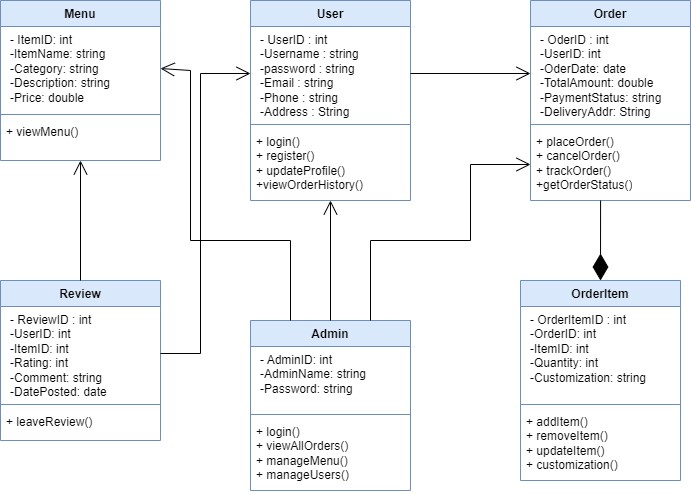 Menu
- ItemID: int
-ItemName: string
-Category: string
-Description: string
-Price: double
+ viewMenu()
User
- UserID : int
-Username : string
-password : string
-Email : string
-Phone : string
-Address : String
+ login()
+ register()
+ updateProfile()
+viewOrderHistory()
Order
- OderID : int
-UserID: int
-OderDate: date
-TotalAmount: double
-PaymentStatus: string
-DeliveryAddr: String
+ placeOrder()
+ cancelOrder()
+ trackOrder()
+getOrderStatus()
Review
- ReviewID : int
-UserID: int
-ItemID: int
-Rating: int
-Comment: string
-DatePosted: date
+ leaveReview()
Admin
- AdminID: int
-AdminName: string
-Password: string
+ login()
+ viewAllOrders()
+ manageMenu()
+ manageUsers()
OrderItem
- OrderItemID : int
-OrderID: int
-ItemID: int
-Quantity: int
-Customization: string
+ addItem()
+ removeItem()
+ updateItem()
+ customization()